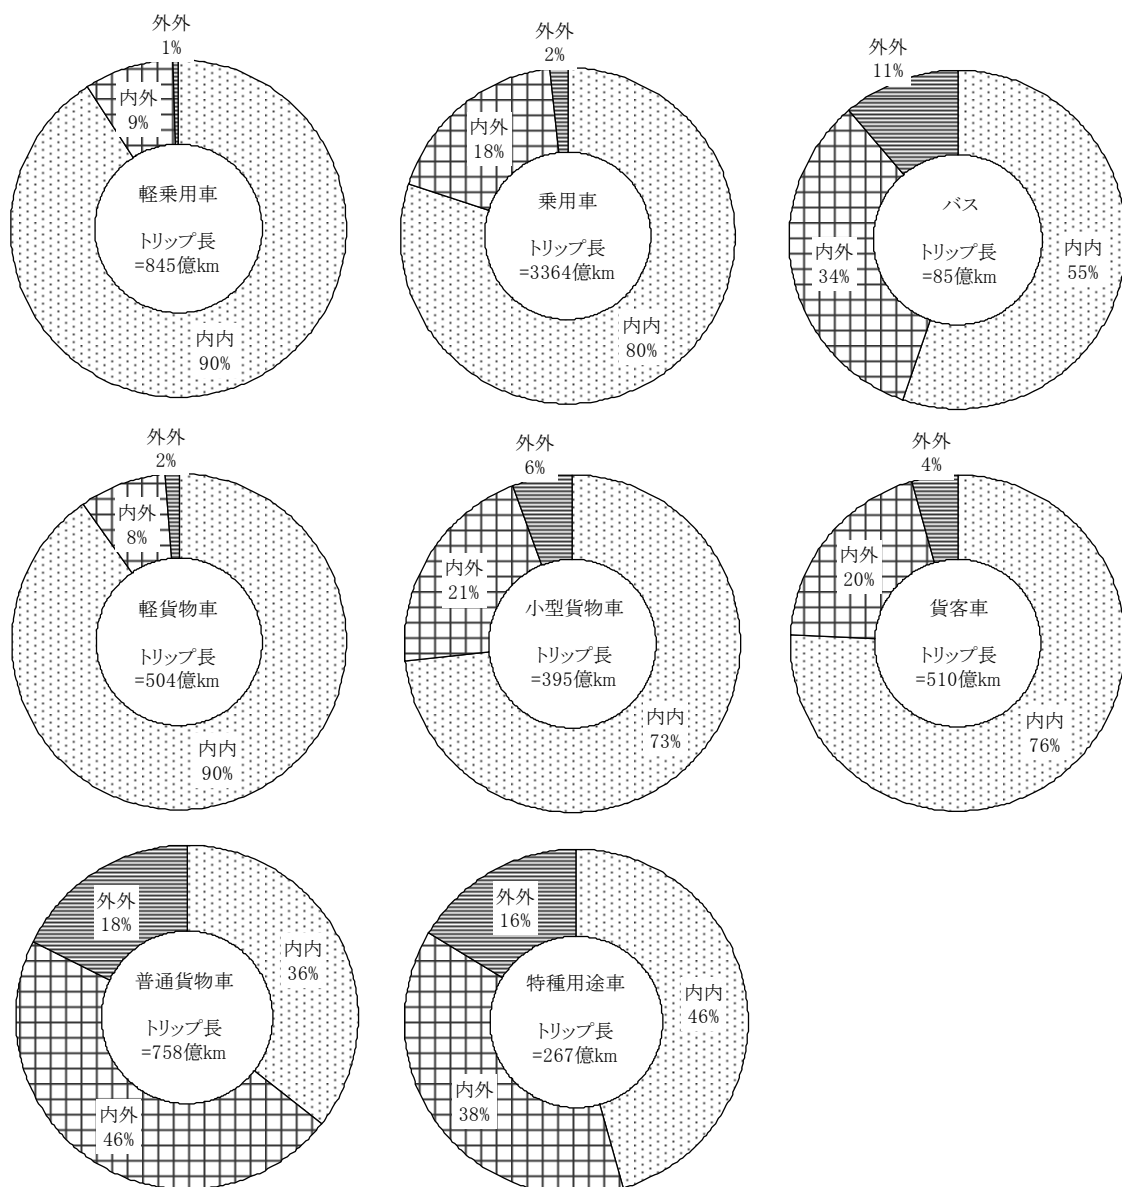 外外
1%
内外
9%
軽乗用車
トリップ長
=845億km
内内
90%
外外
2%
内外
18%
乗用車
トリップ長
=3364億km
内内
80%
外外
11%
内外
34%
バス
トリップ長
=85億km
内内
55%
外外
2%
内外
8%
軽貨物車
トリップ長
=504億km
内内
90%
外外
6%
内外
21%
小型貨物車
トリップ長
=395億km
内内
73%
外外
4%
内外
20%
貨客車
トリップ長
=510億km
内内
76%
外外
18%
内内
36%
普通貨物車
トリップ長
=758億km
内外
46%
外外
16%
内内
46%
特種用途車
トリップ長
=267億km
内外
38%